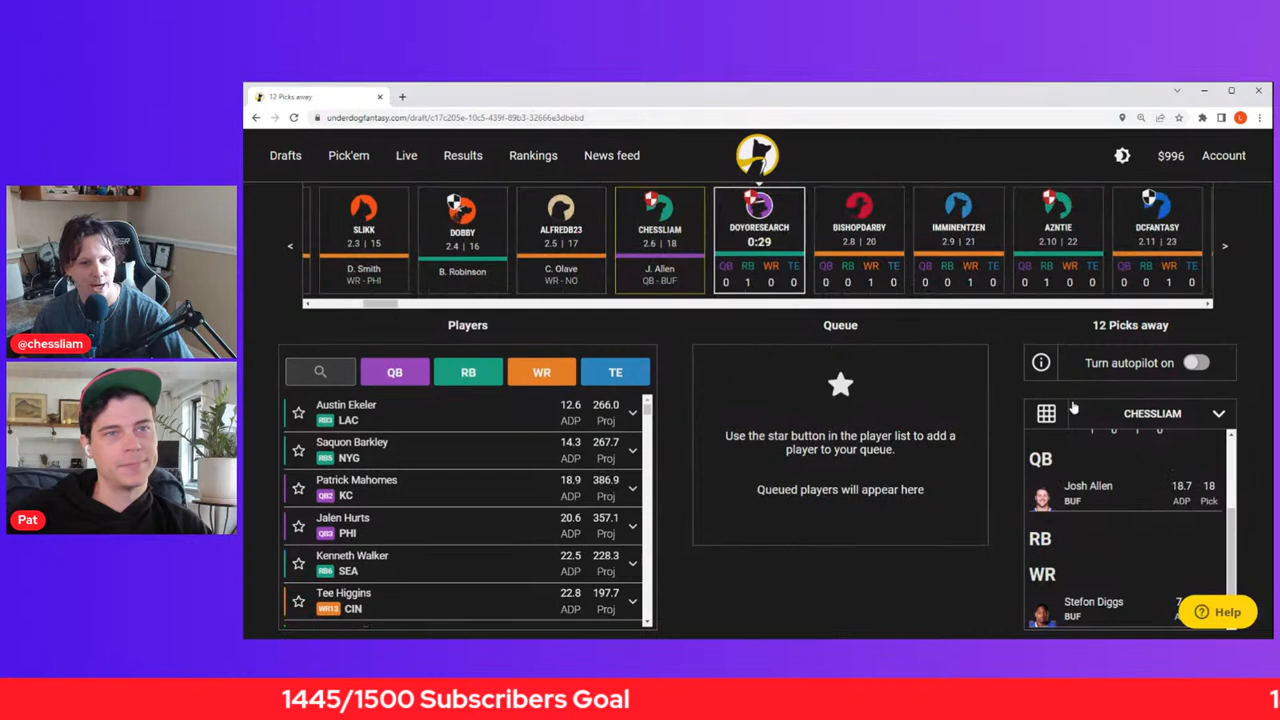 12 Picks away
underdogfantasy.com/draft/c17c205e-10c5-439f-89b3-32666e3dbebd
Drafts
Pick'em
Live
Results
Rankings
News feed
$996
Account
SLIKK
2.3 | 15
D. Smith
WR - PHI
DOBBY
2.4 | 16
B. Robinson
ALFREDB23
2.5 | 17
C. Olave
WR - NO
CHESSLIAM
2.6 | 18
J. Allen
QB - BUF
DOYORESEARCH
0:29
QB RB WR TE
0 1 0 0
BISHOPDARBY
2.8 | 20
QB RB WR TE
0 0 1 0
IMMINENTZEN
2.9 | 21
QB RB WR TE
0 0 1 0
AZNTIE
2.10 | 22
QB RB WR TE
0 1 0 0
DCFANTASY
2.11 | 23
QB RB WR TE
0 0 1 0
Players
QB
RB
WR
TE
Austin Ekeler 12.6 266.0
RB3 LAC ADP Proj
Saquon Barkley 14.3 267.7
RB5 NYG ADP Proj
Patrick Mahomes 18.9 386.9
QB2 KC ADP Proj
Jalen Hurts 20.6 357.1
QB3 PHI ADP Proj
Kenneth Walker 22.5 228.3
RB6 SEA ADP Proj
Tee Higgins 22.8 197.7
WR13 CIN ADP Proj
Queue
Use the star button in the player list to add a
player to your queue.
Queued players will appear here
12 Picks away
Turn autopilot on
CHESSLIAM
QB
Josh Allen 18.7 18
BUF ADP Pick
RB
WR
Stefon Diggs
BUF
Help
@chessliam
Pat
1445/1500 Subscribers Goal